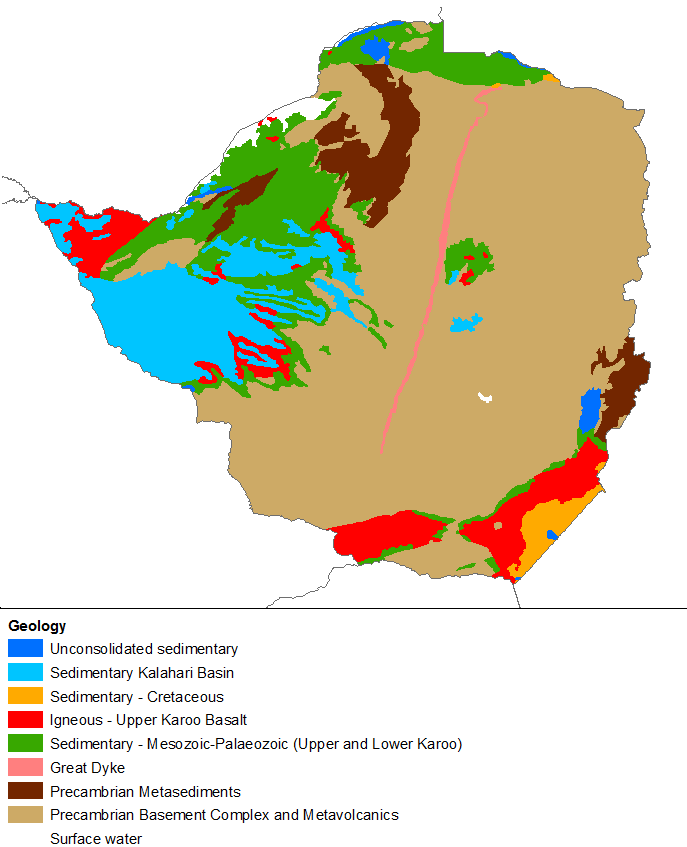 Geology
Unconsolidated sedimentary
Sedimentary Kalahari Basin
Sedimentary - Cretaceous
Igneous - Upper Karoo Basalt
Sedimentary - Mesozoic-Palaeozoic (Upper and Lower Karoo)
Great Dyke
Precambrian Metasediments
Precambrian Basement Complex and Metavolcanics
Surface water